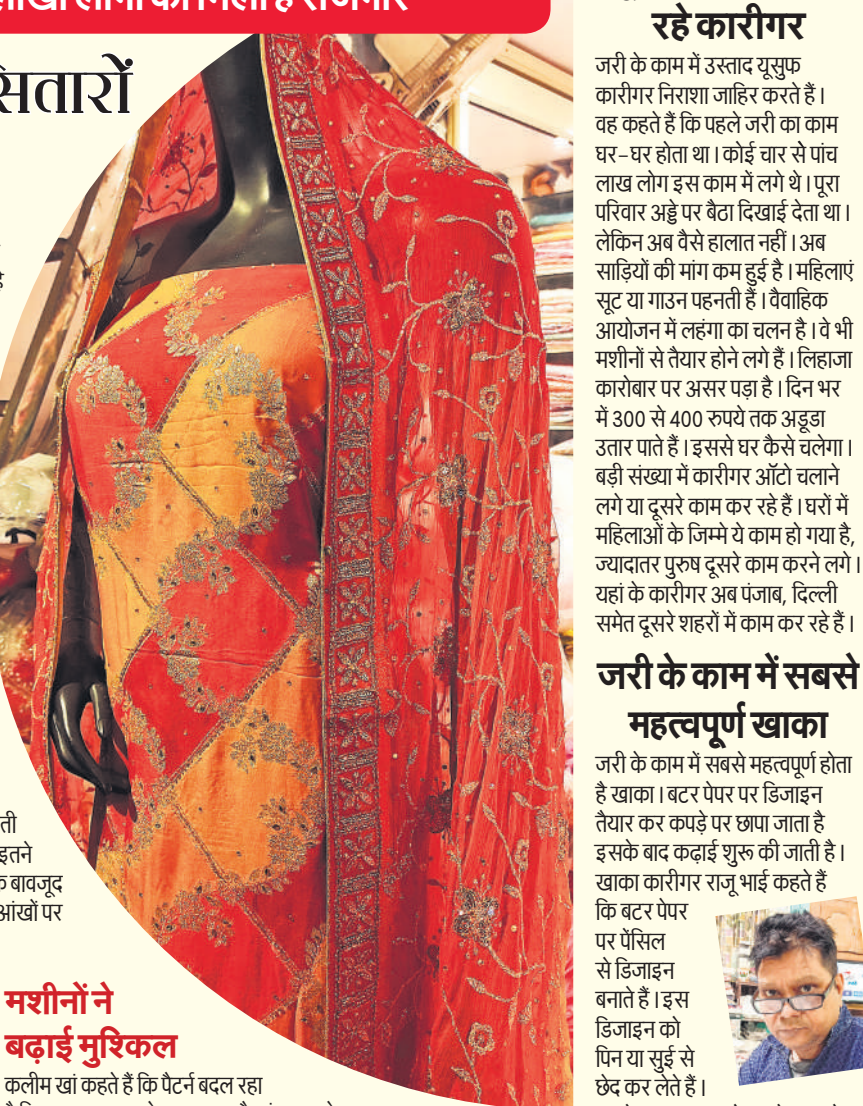 सितारों
ती
इतने
के बावजूद
आंखों पर
मशीनों ने
बढ़ाई मुश्किल
कलीम खां कहते हैं कि पैटर्न बदल रहा
रहे कारीगर
जरी के काम में उस्ताद यूसुफ
कारीगर निराशा जाहिर करते हैं।
वह कहते हैं कि पहले जरी का काम
घर-घर होता था। कोई चार से पांच
लाख लोग इस काम में लगे थे। पूरा
परिवार अड्डे पर बैठा दिखाई देता था।
लेकिन अब वैसे हालात नहीं। अब
साड़ियों की मांग कम हुई है। महिलाएं
सूट या गाउन पहनती हैं। वैवाहिक
आयोजन में लहंगा का चलन है। वे भी
मशीनों से तैयार होने लगे हैं। लिहाजा
कारोबार पर असर पड़ा है। दिन भर
में 300 से 400 रुपये तक अड्डा
उतार पाते हैं। इससे घर कैसे चलेगा।
बड़ी संख्या में कारीगर ऑटो चलाने
लगे या दूसरे काम कर रहे हैं। घरों में
महिलाओं के जिम्मे ये काम हो गया है,
ज्यादातर पुरुष दूसरे काम करने लगे।
यहां के कारीगर अब पंजाब, दिल्ली
समेत दूसरे शहरों में काम कर रहे हैं।
जरी के काम में सबसे
महत्वपूर्ण खाका
जरी के काम में सबसे महत्वपूर्ण होता
है खाका। बटर पेपर पर डिजाइन
तैयार कर कपड़े पर छापा जाता है
इसके बाद कढ़ाई शुरू की जाती है।
खाका कारीगर राजू भाई कहते हैं
कि बटर पेपर
पर पेंसिल
से डिजाइन
बनाते हैं। इस
डिजाइन को
पिन या सुई से
छेद कर लेते हैं।